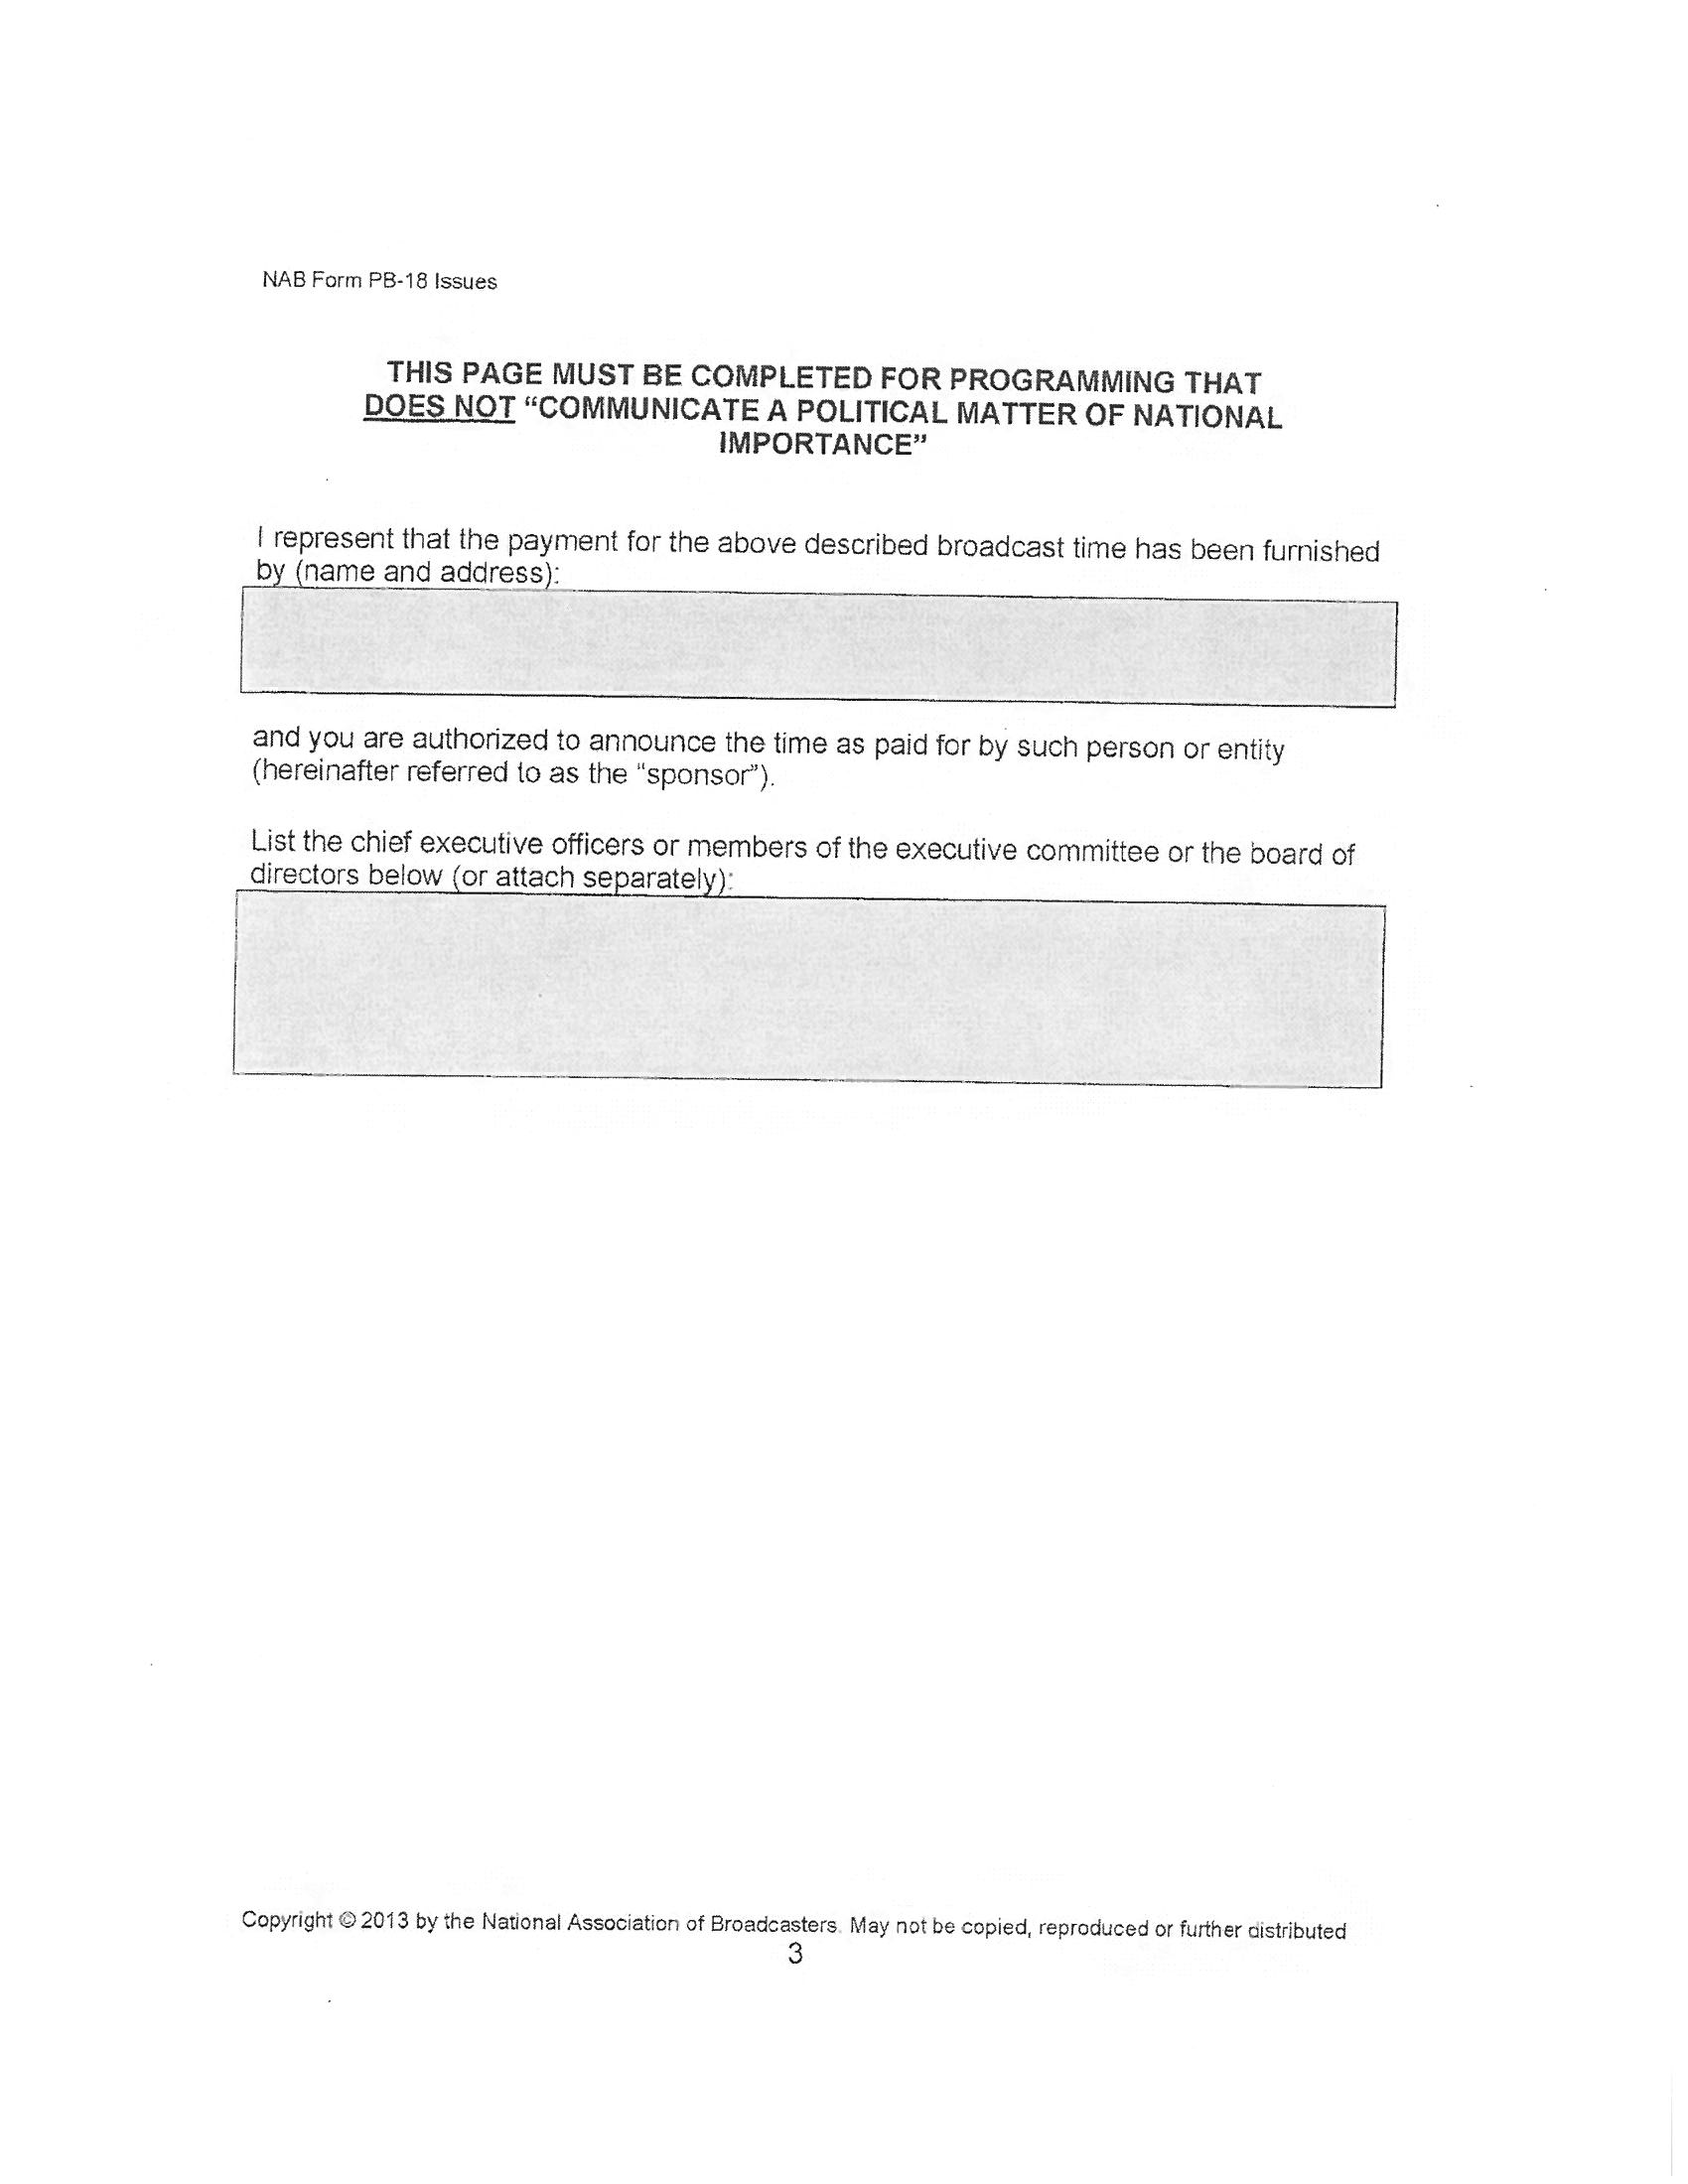 NAB Form PB-18 Issues
THIS PAGE MUST BE COMPLETED FOR PROGRAMMING THAT
DOES NOT “COMMUNICATE A POLITICAL MATTER OF NATIONAL
IMPORTANCE”
I represent that the payment for the above described broadcast time has been furnished
by (name and address):
and you are authorized to announce the time as paid for by such person or entity
(hereinafter referred to as the “sponsor”).
List the chief executive officers or members of the executive committee or the board of
directors below (or attach separately):
Copyright © 2013 by the National Association of Broadcasters. May not be copied, reproduced or further distributed
3